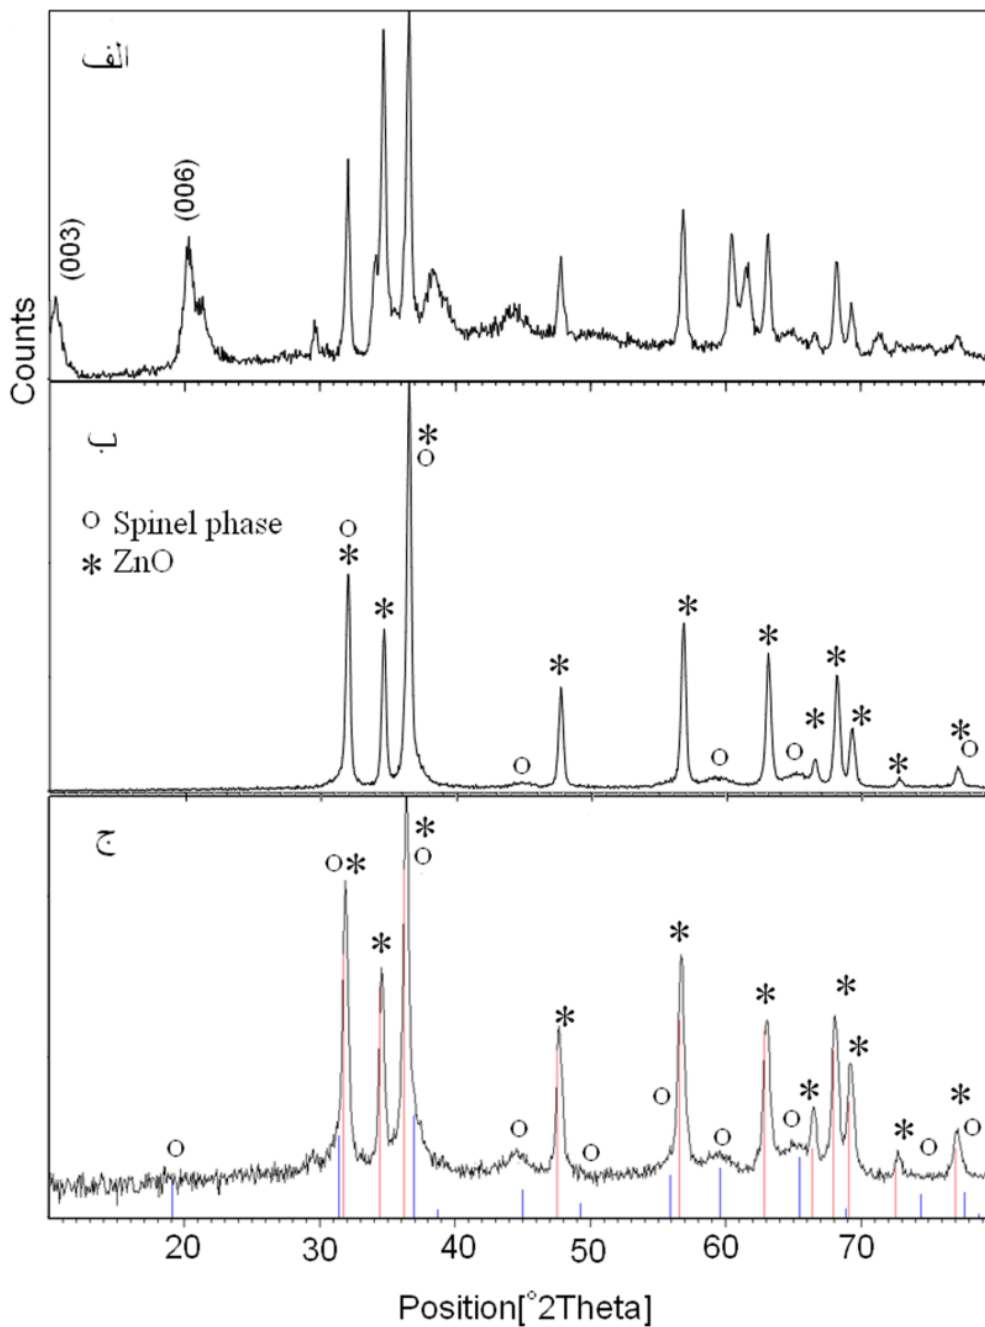 الف
(003)
(006)
Counts
ب
* 
o
o Spinel phase
* ZnO
o
*
*
*
*
*
*
*
*
*
*
o
o
o
o
ج
*
o
o*
*
*
*
*
*
*
*
*
*
o
o
o
o
o
o
o
o
20 30 40 50 60 70
Position[°2Theta]